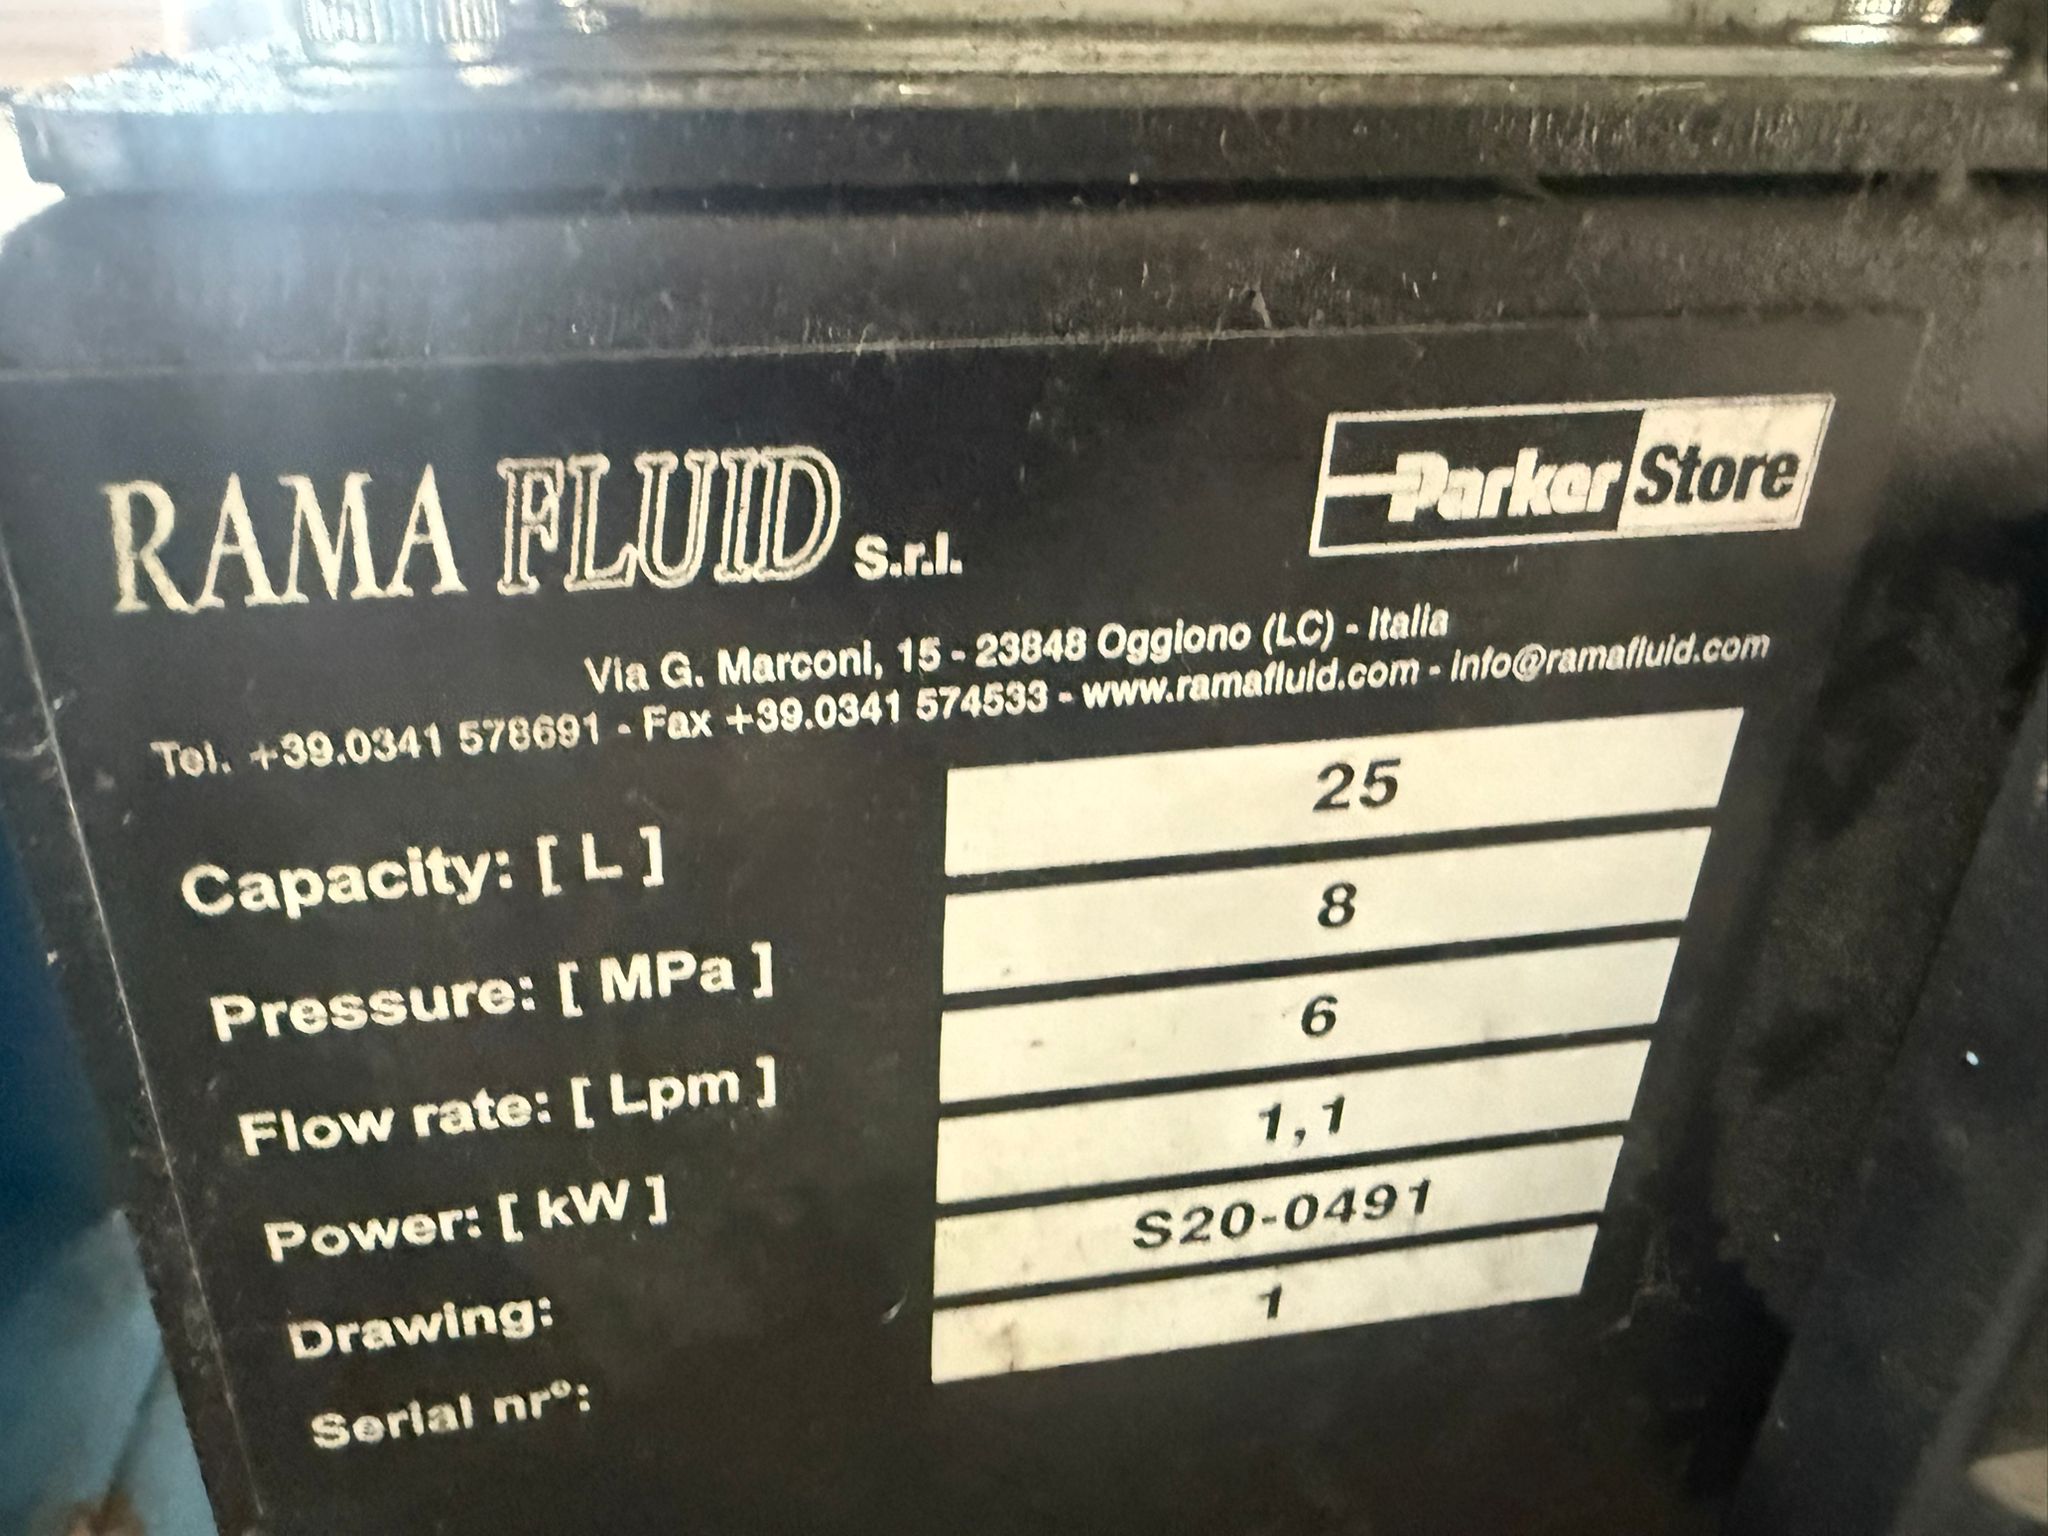 RAMA FLUID S.r.l.
Parker Store
Via G. Marconi, 15 - 23848 Oggiono (LC) - Italia
Tel. +39.0341 578691 - Fax +39.0341 574533 - www.ramafluid.com - info@ramafluid.com
Capacity: [ L ] 25
Pressure: [ MPa ] 8
Flow rate: [ Lpm ] 6
Power: [ kW ] 1,1
Drawing: S20-0491
Serial nr°: 1